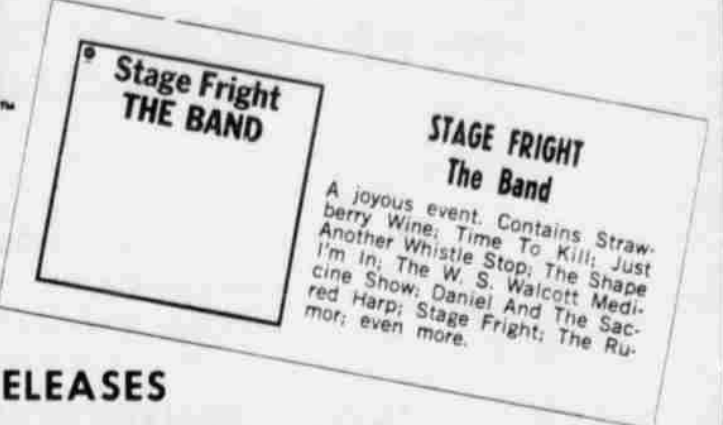 Stage Fright
THE BAND
STAGE FRIGHT
The Band
A joyous event. Contains Straw-
berry Wine; Time To Kill; Just
Another Whistle Stop; The Shape
I'm In; The W. S. Walcott Medi-
cine Show; Daniel And The Sac-
red Harp; Stage Fright; The Ru-
mor; even more.
ELEASES